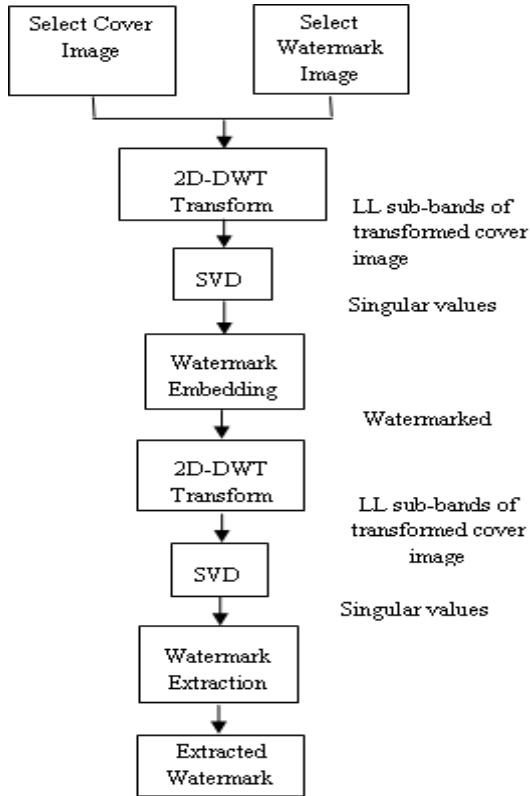 Select Cover
Image
Select
Watermark
Image
2D-DWT
Transform
LL sub-bands of
transformed cover
image
SVD
Singular values
Watermark
Embedding
Watermarked
2D-DWT
Transform
LL sub-bands of
transformed cover
image
SVD
Singular values
Watermark
Extraction
Extracted
Watermark